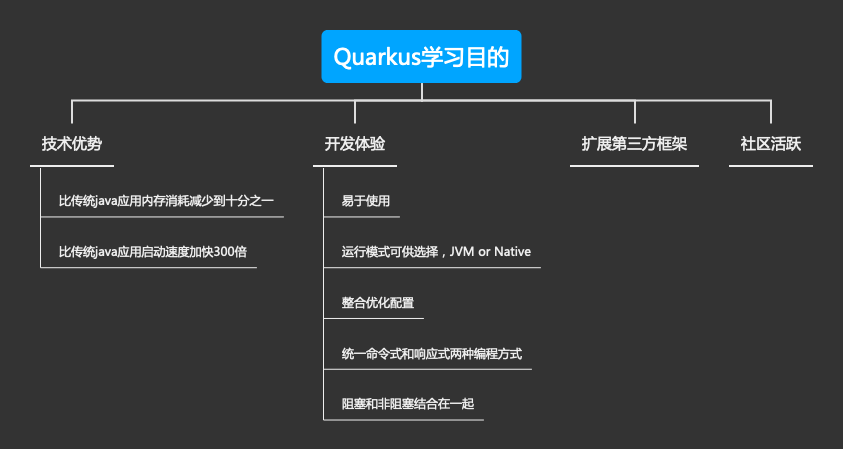 Quarkus学习目的
技术优势
开发体验
扩展第三方框架
社区活跃
比传统java应用内存消耗减少到十分之一
比传统java应用启动速度加快300倍
易于使用
运行模式可供选择，JVM or Native
整合优化配置
统一命令式和响应式两种编程方式
阻塞和非阻塞结合在一起